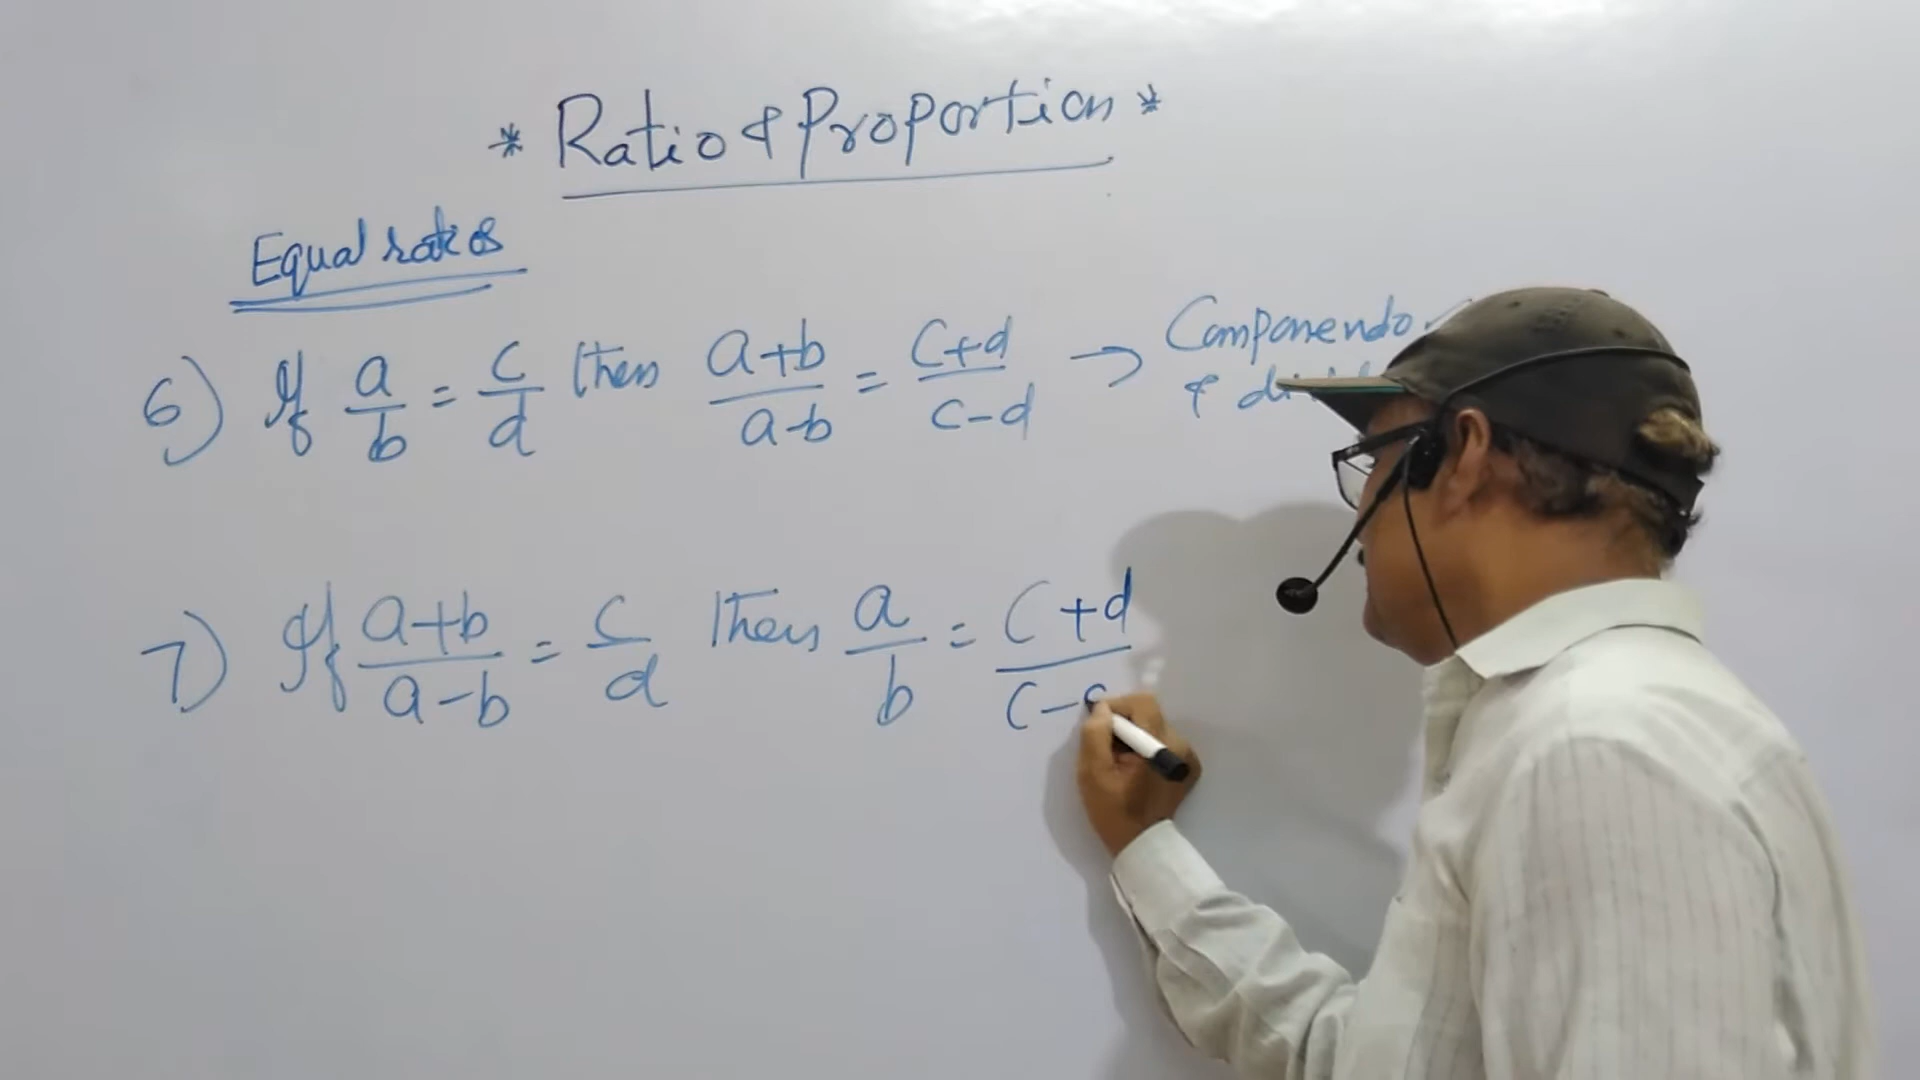 * Ratio & Proportion *
Equal ratios
6) If a/b = c/d then a+b/a-b = c+d/c-d → Componendo
&
7) If a+b/a-b = c/d then a/b = c+d/c-